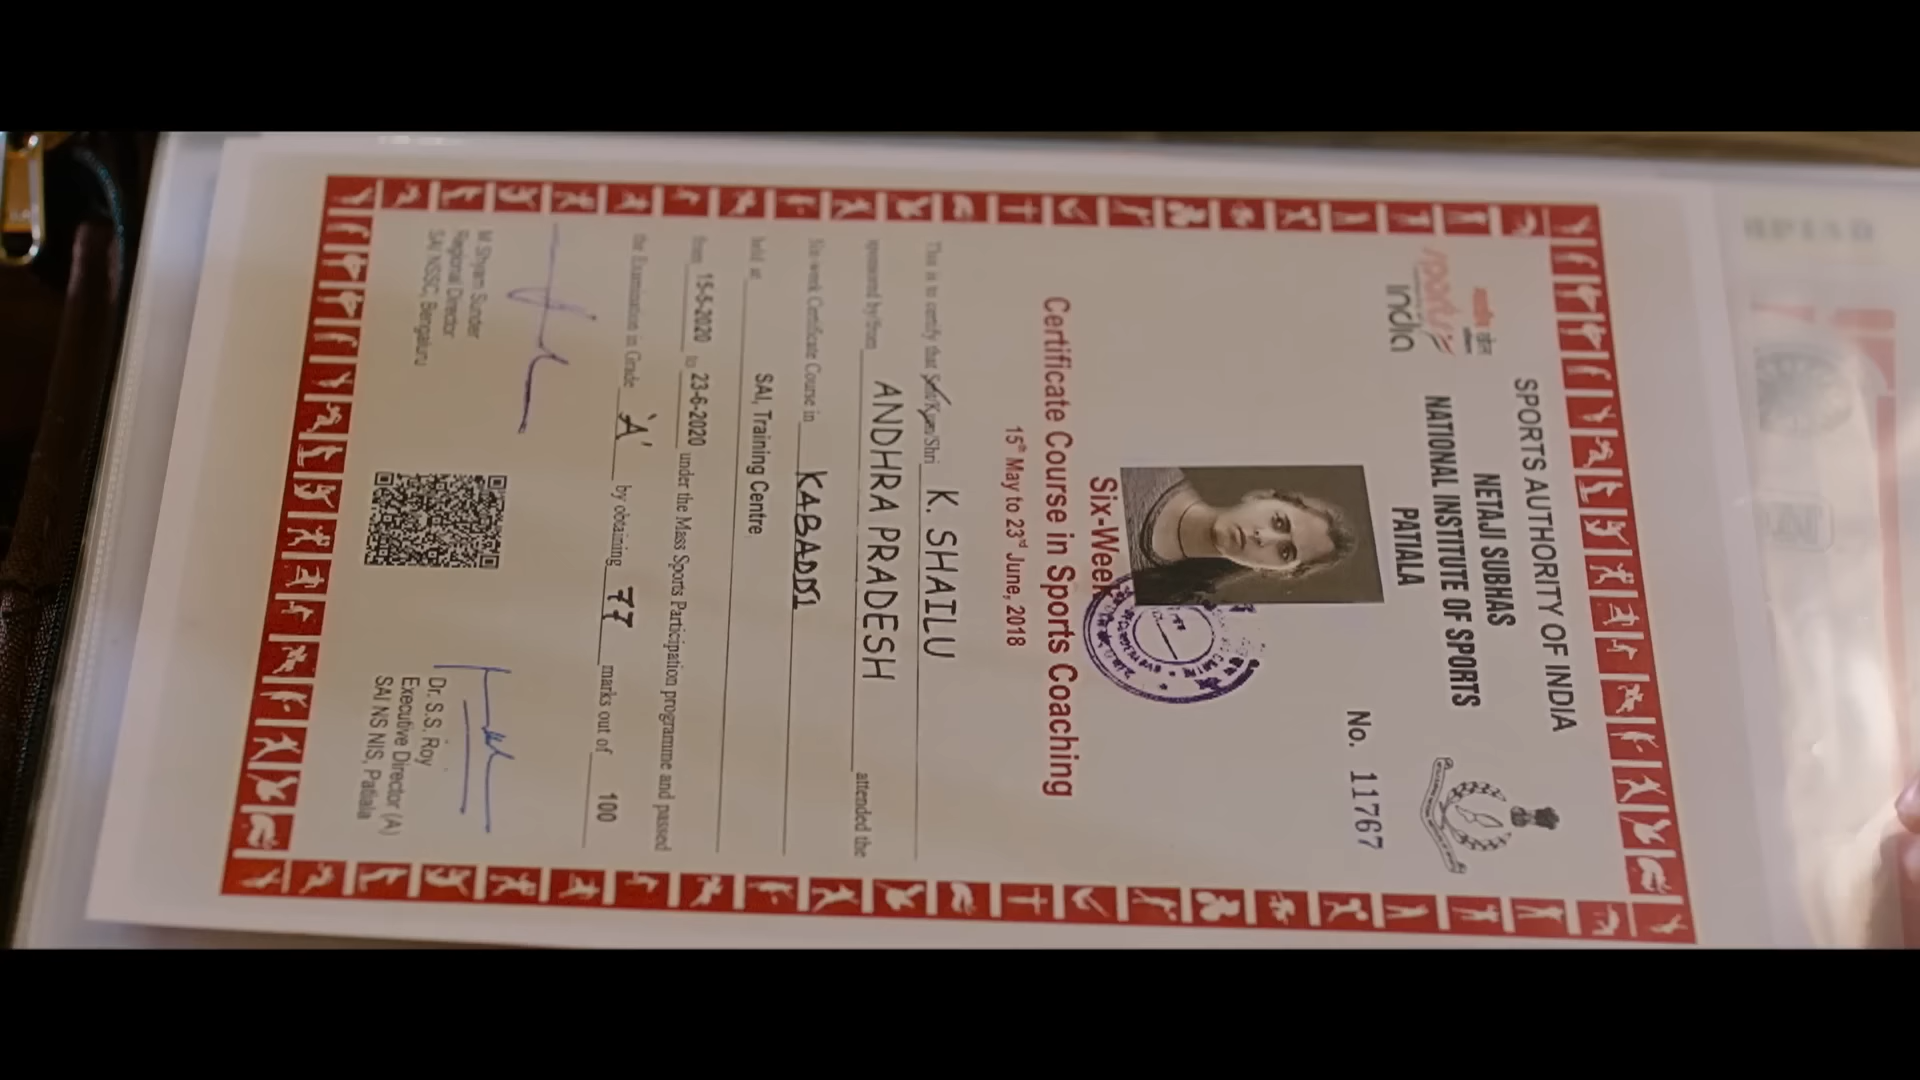 SPORTS AUTHORITY OF INDIA
NETAJI SUBHAS
NATIONAL INSTITUTE OF SPORTS
PATIALA
sports
india
No. 11767
Six-Week
Certificate Course in Sports Coaching
15th May to 23rd June, 2018
This is to certify that Smt/Kum/Shri K. SHAILU
sponsored by/from ANDHRA PRADESH attended the
Six-week Certificate Course in KABADDI
held at SAI, Training Centre
from 15-5-2020 to 23-6-2020 under the Mass Sports Participation programme and passed
the Examination in Grade 'A' by obtaining 77 marks out of 100
M Shyam Sunder
Regional Director
SAI NSSC, Bengaluru
Dr. S.S. Roy
Executive Director (A)
SAI NS NIS, Patiala